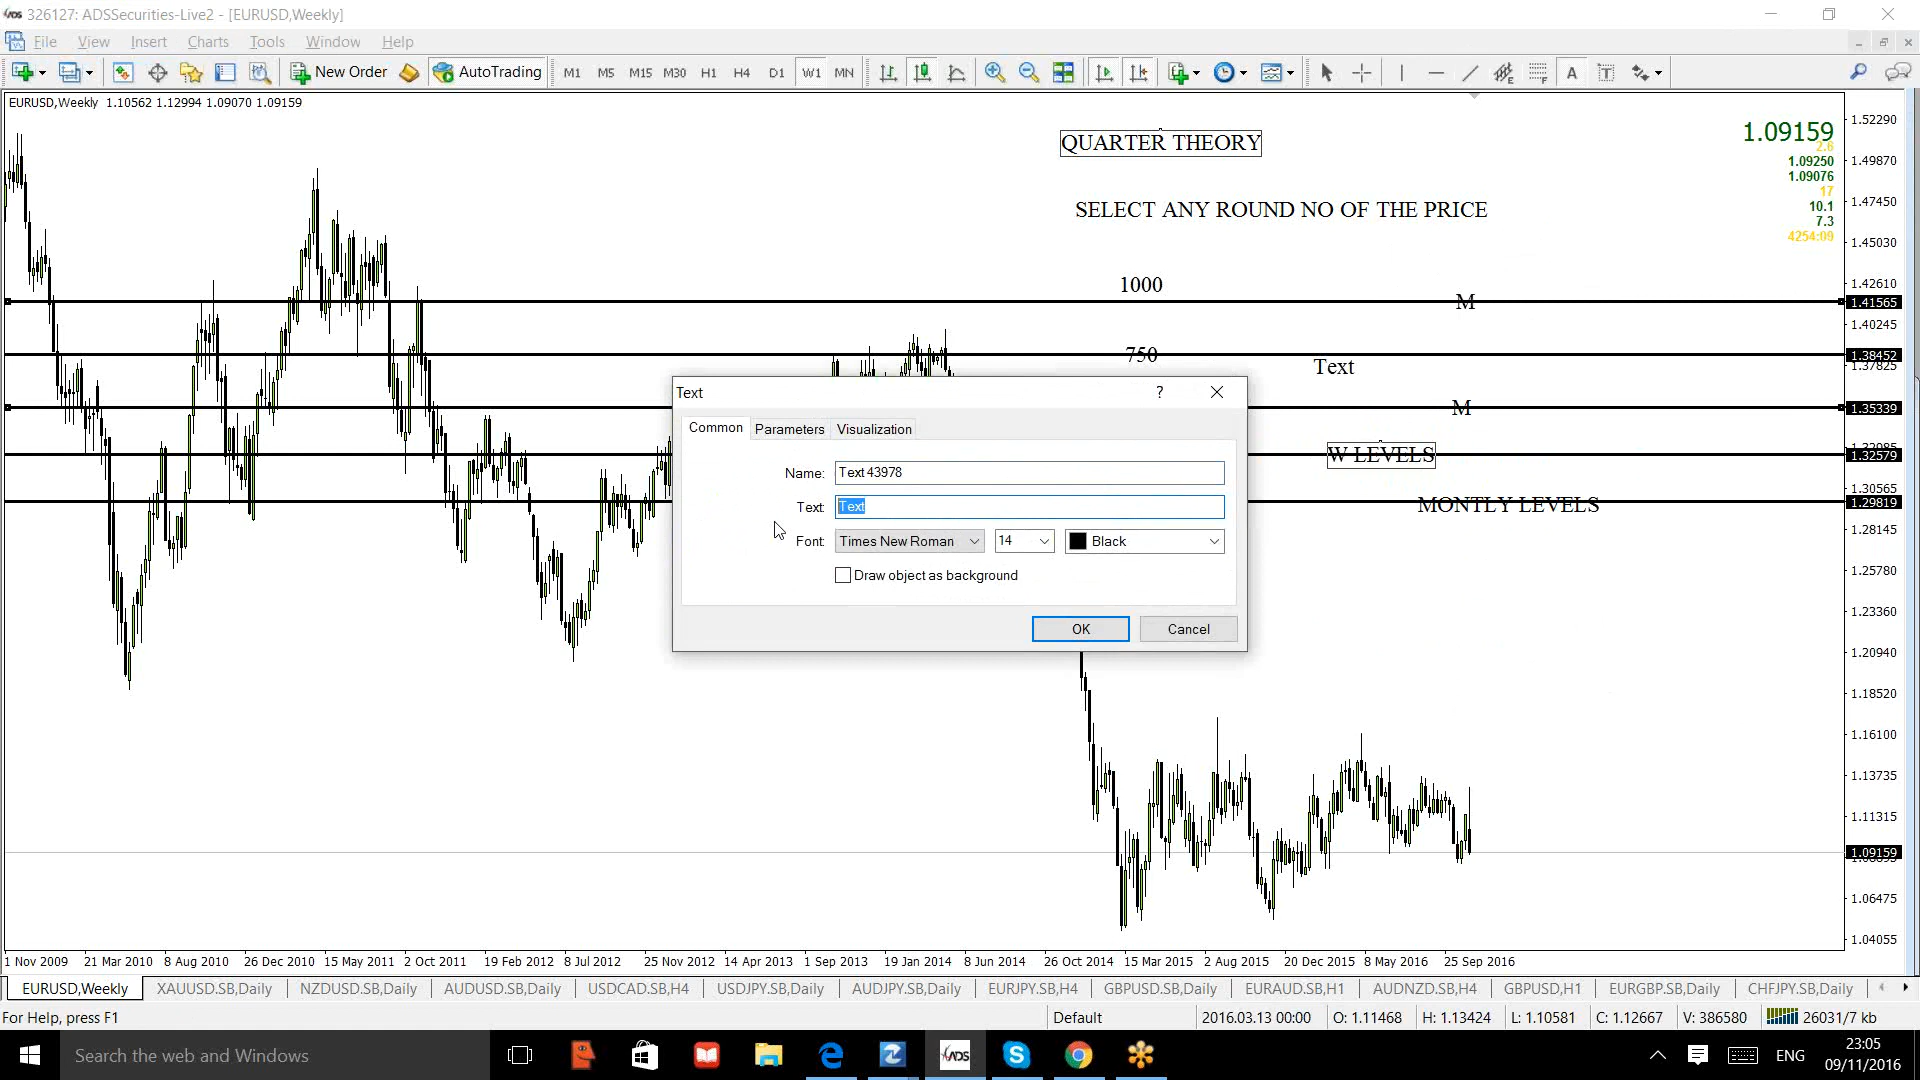 326127: ADSSecurities-Live2 - [EURUSD,Weekly]
File View Insert Charts Tools Window Help
New Order AutoTrading M1 M5 M15 M30 H1 H4 D1 W1 MN
EURUSD,Weekly 1.10562 1.12994 1.09070 1.09159
QUARTER THEORY
SELECT ANY ROUND NO OF THE PRICE
1000
M
750
Text
M
W LEVELS
MONTLY LEVELS
1.09159
2.6
1.09250
1.09076
17
10.1
7.3
4254:09
1.52290
1.49870
1.47450
1.45030
1.42610
1.41565
1.40245
1.38452
1.37825
1.35339
1.32579
1.30565
1.29819
1.28145
1.25780
1.23360
1.20940
1.18520
1.16100
1.13735
1.11315
1.09159
1.06475
1.04055
Text ?
Common Parameters Visualization
Name: Text 43978
Text Text
Font Times New Roman 14 Black
Draw object as background
OK Cancel
1 Nov 2009 21 Mar 2010 8 Aug 2010 26 Dec 2010 15 May 2011 2 Oct 2011 19 Feb 2012 8 Jul 2012 25 Nov 2012 14 Apr 2013 1 Sep 2013 19 Jan 2014 8 Jun 2014 26 Oct 2014 15 Mar 2015 2 Aug 2015 20 Dec 2015 8 May 2016 25 Sep 2016
EURUSD,Weekly XAUUSD.SB,Daily NZDUSD.SB,Daily AUDUSD.SB,Daily USDCAD.SB,H4 USDJPY.SB,Daily AUDJPY.SB,Daily EURJPY.SB,H4 GBPUSD.SB,Daily EURAUD.SB,H1 AUDNZD.SB,H4 GBPUSD,H1 EURGBP.SB,Daily CHFJPY.SB,Daily
For Help, press F1 Default 2016.03.13 00:00 O: 1.11468 H: 1.13424 L: 1.10581 C: 1.12667 V: 386580 26031/7 kb
Search the web and Windows ADS ENG 23:05
09/11/2016